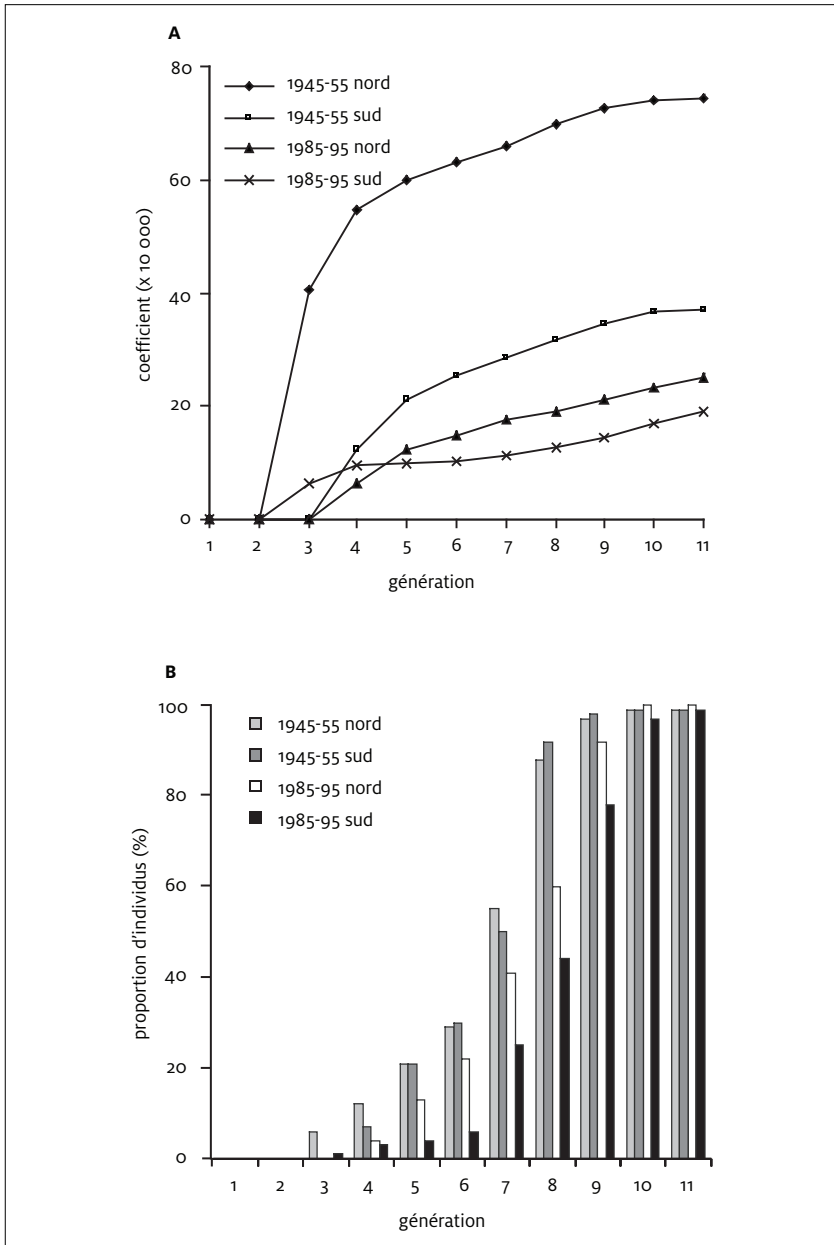 A
80
60
40
20
0
coefficient (x 10 000)
1945-55 nord
1945-55 sud
1985-95 nord
1985-95 sud
1 2 3 4 5 6 7 8 9 10 11
génération
B
100
80
60
40
20
0
proportion d'individus (%)
1945-55 nord
1945-55 sud
1985-95 nord
1985-95 sud
1 2 3 4 5 6 7 8 9 10 11
génération